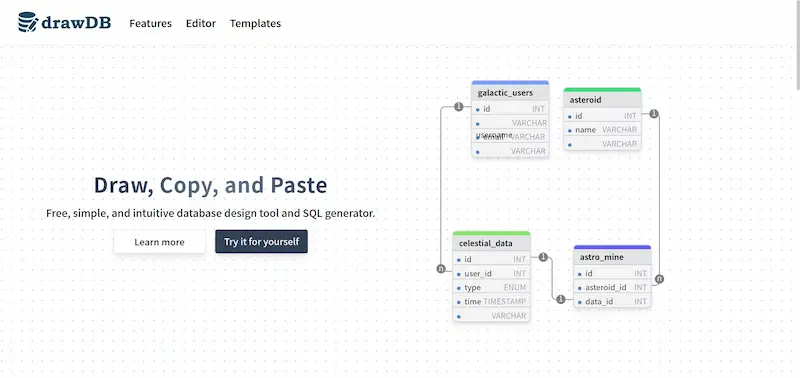 drawDB Features Editor Templates
Draw, Copy, and Paste
Free, simple, and intuitive database design tool and SQL generator.
Learn more Try it for yourself
galactic_users
1
id INT
VARCHAR
username
email VARCHAR
VARCHAR
asteroid
id INT
1
name VARCHAR
VARCHAR
celestial_data
id INT
1
n
user_id INT
type ENUM
time TIMESTAMP
VARCHAR
astro_mine
id INT
asteroid_id INT
n
1
data_id INT